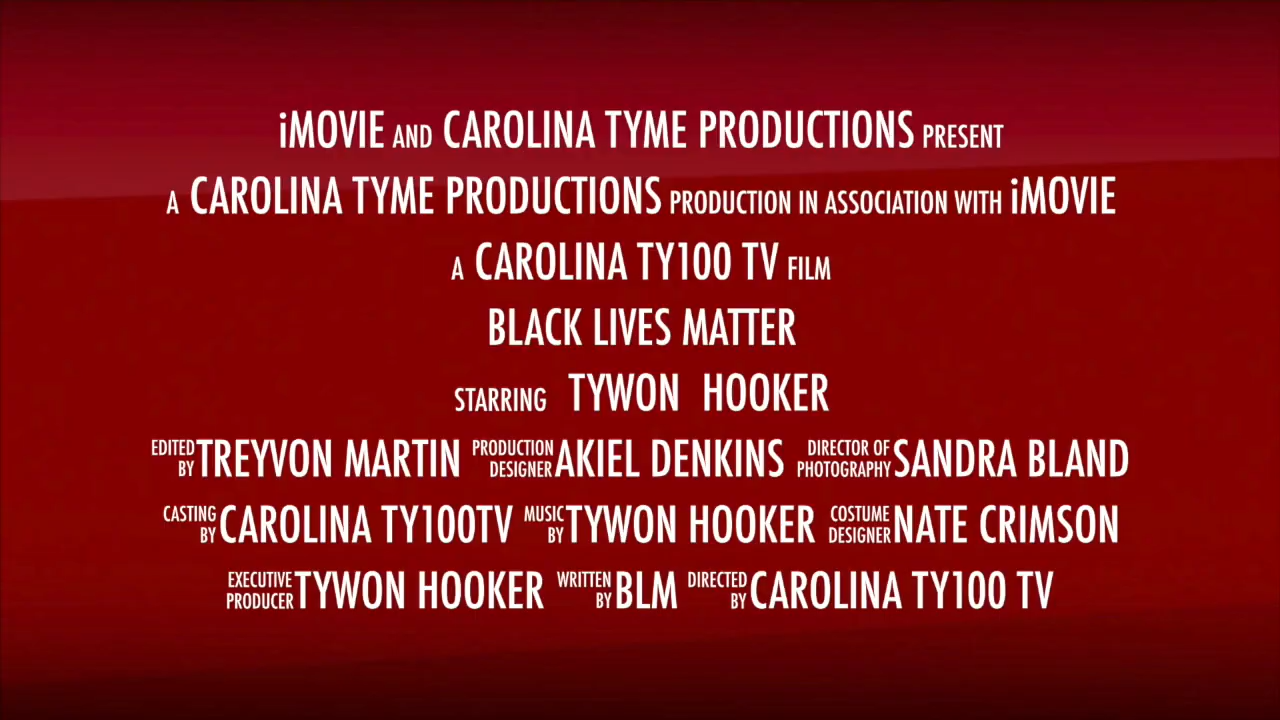 iMOVIE AND CAROLINA TYME PRODUCTIONS PRESENT
A CAROLINA TYME PRODUCTIONS PRODUCTION IN ASSOCIATION WITH iMOVIE
A CAROLINA TY100 TV FILM
BLACK LIVES MATTER
STARRING TYWON HOOKER
EDITED BY TREYVON MARTIN PRODUCTION DESIGNER AKIEL DENKINS DIRECTOR OF PHOTOGRAPHY SANDRA BLAND
CASTING BY CAROLINA TY100TV MUSIC BY TYWON HOOKER COSTUME DESIGNER NATE CRIMSON
EXECUTIVE PRODUCER TYWON HOOKER WRITTEN BY BLM DIRECTED BY CAROLINA TY100 TV